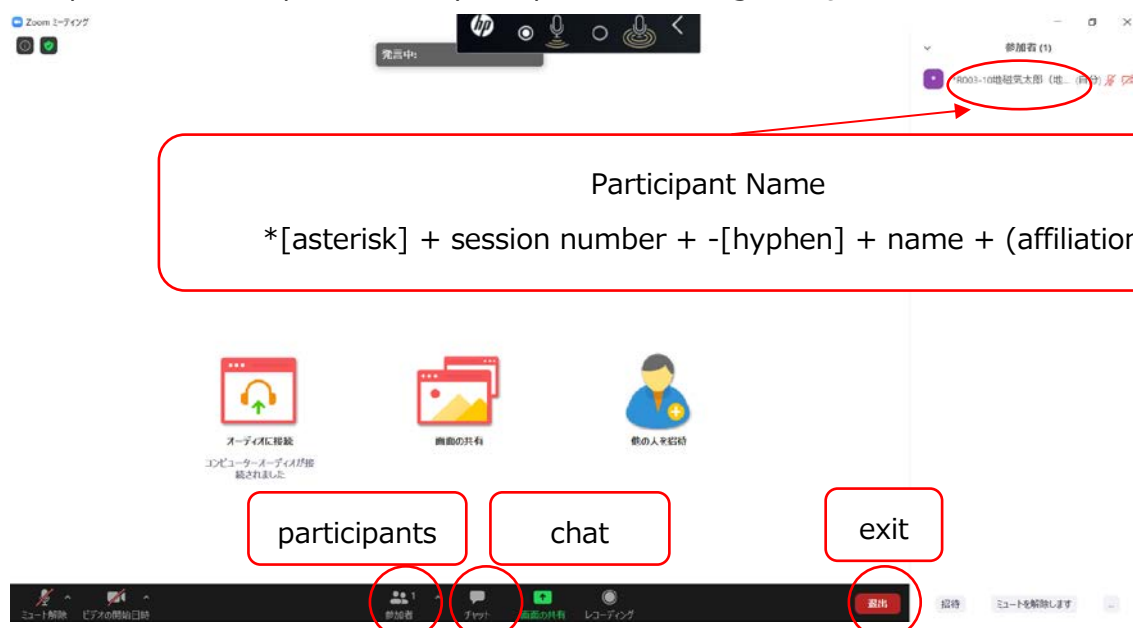 Zoom ミーティング
hp
発言中:
参加者 (1)
*R003-10地磁気太郎（地... (自分)
Participant Name
*[asterisk] + session number + -[hyphen] + name + (affiliation
オーディオに接続
コンピューターオーディオが接
続されました
画面の共有
他の人を招待
participants
chat
exit
ミュート解除
ビデオの開始日時
1
参加者
チャット
画面の共有
レコーディング
退出
招待
ミュートを解除します
...